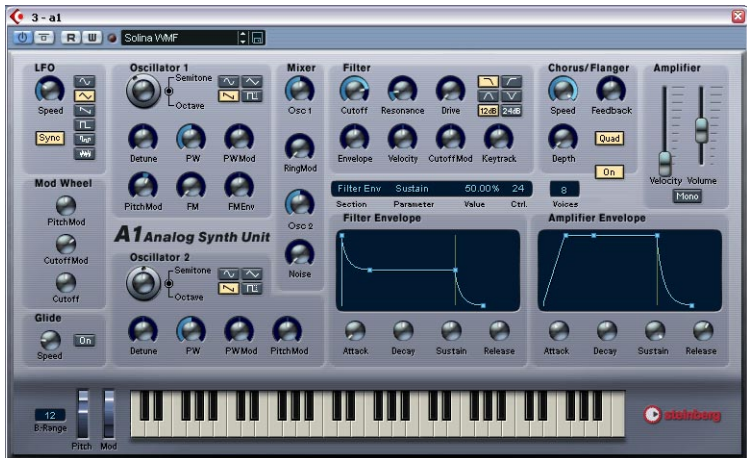 3 - a1
R W Solina WMF
LFO
Speed
Sync
Mod Wheel
PitchMod
CutoffMod
Cutoff
Glide
Speed On
Oscillator 1
Semitone
Octave
Detune PW PWMod
PitchMod FM FMEnv
A1 Analog Synth Unit
Oscillator 2
Semitone
Octave
Detune PW PWMod PitchMod
Mixer
Osc 1
RingMod
Osc 2
Noise
Filter
Cutoff Resonance Drive 12dB 24dB
Envelope Velocity CutoffMod Keytrack
Chorus/Flanger
Speed Feedback
Depth Quad
On
Amplifier
Velocity Volume
Mono
Filter Env Sustain 50.00% 24 8
Section Parameter Value Ctrl. Voices
Filter Envelope
Attack Decay Sustain Release
Amplifier Envelope
Attack Decay Sustain Release
12
B-Range
Pitch Mod
steinberg